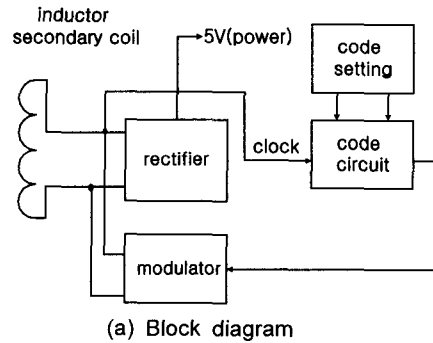 inductor
secondary coil
5V(power)
code
setting
rectifier
clock
code
circuit
modulator
(a) Block diagram